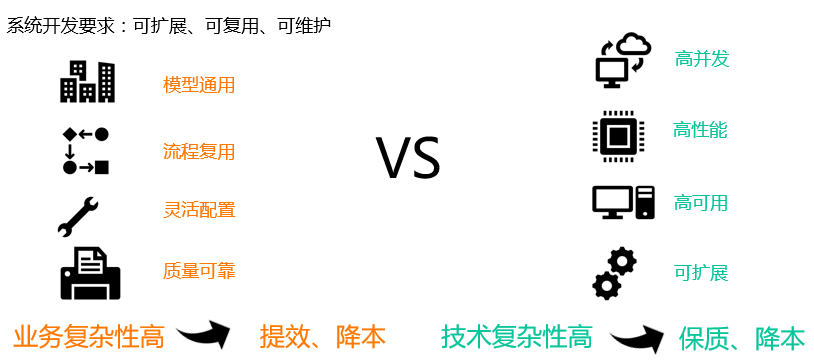 系统开发要求：可扩展、可复用、可维护
模型通用
流程复用
灵活配置
质量可靠
VS
高并发
高性能
高可用
可扩展
业务复杂性高
提效、降本
技术复杂性高
保质、降本